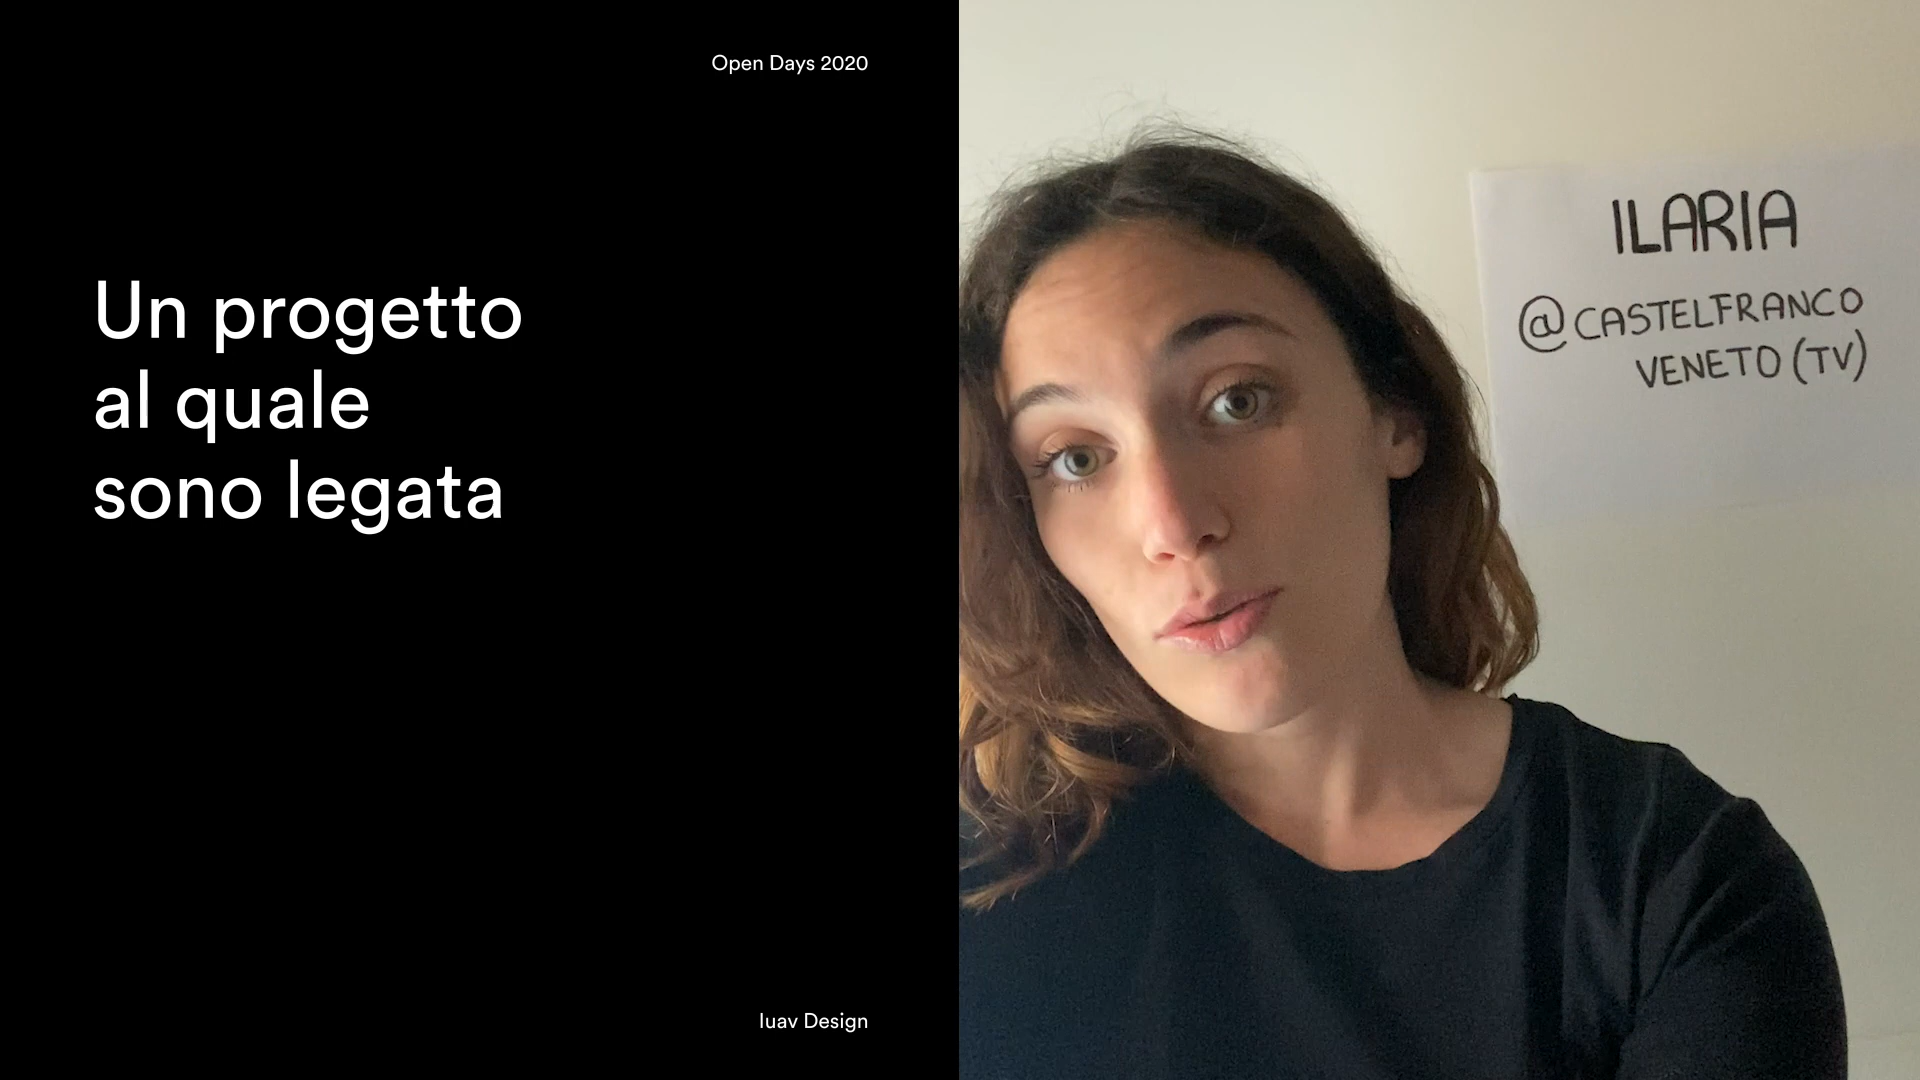 Open Days 2020
Un progetto
al quale
sono legata
Iuav Design
ILARIA
@CASTELFRANCO
VENETO (TV)